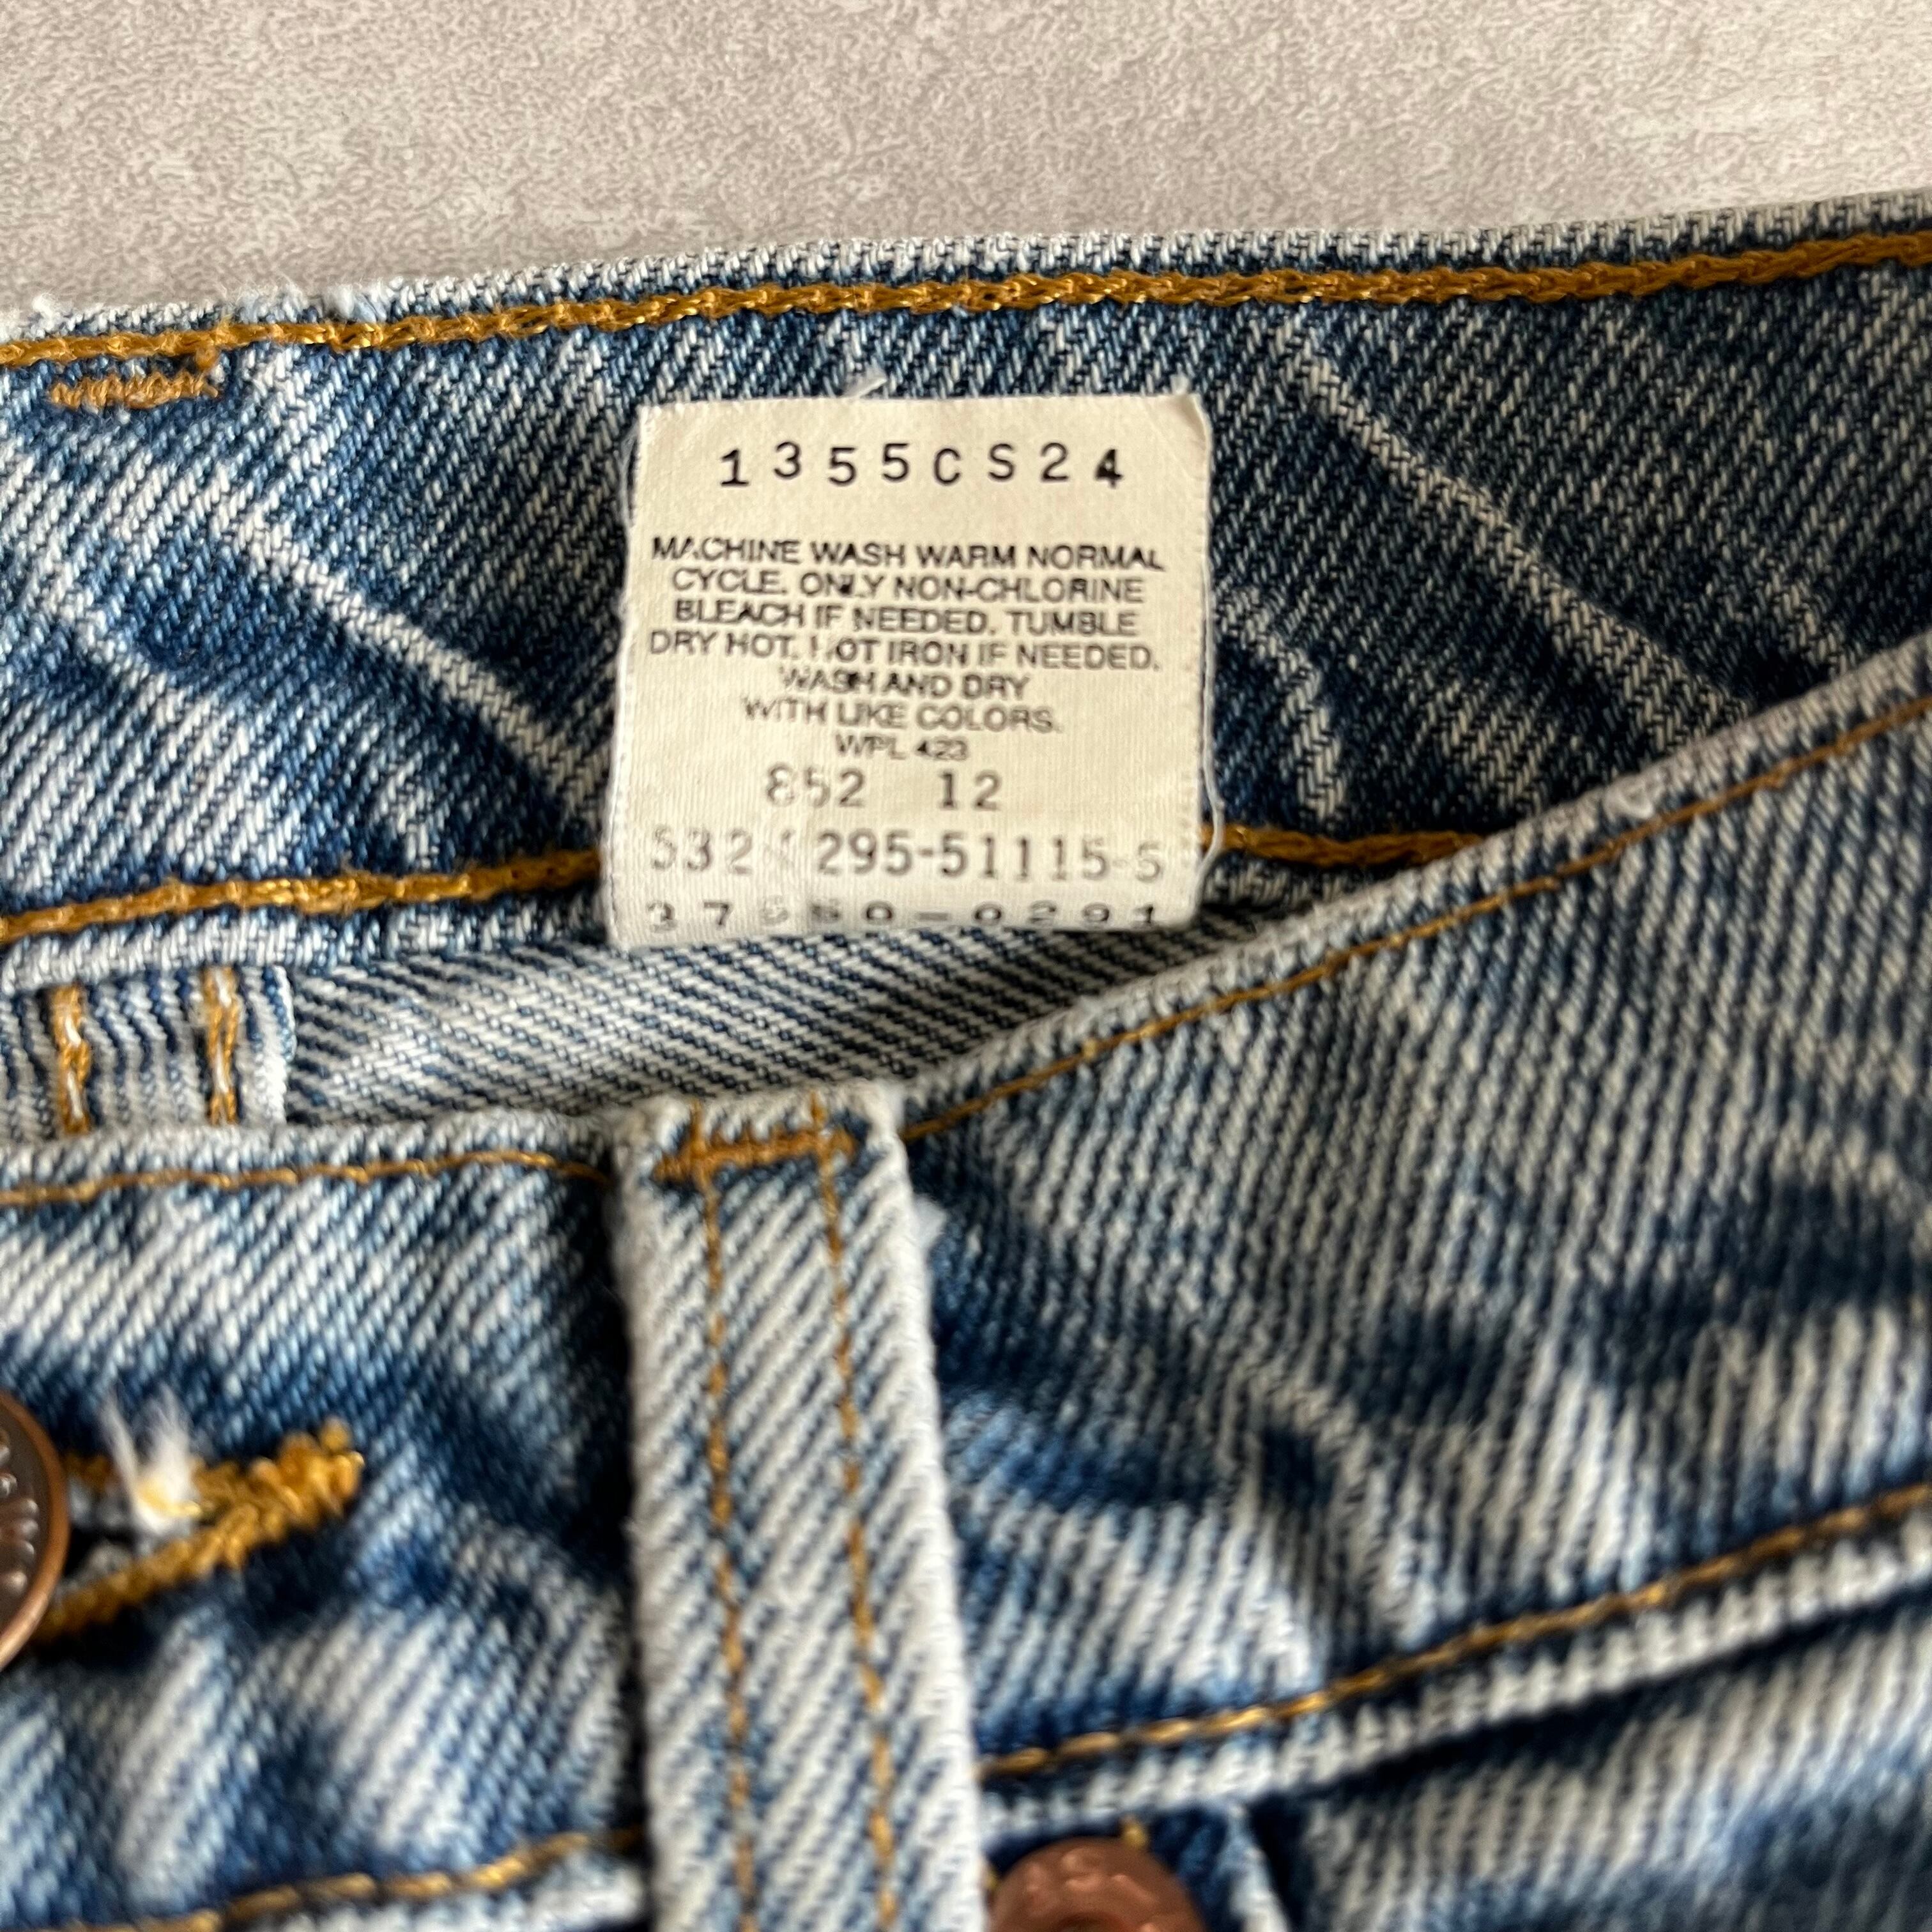 1355CS24
MACHINE WASH WARM NORMAL
CYCLE. ONLY NON-CHLORINE
BLEACH IF NEEDED. TUMBLE
DRY HOT. HOT IRON IF NEEDED.
WASH AND DRY
WITH LIKE COLORS.
WPL 423
852 12
532 295-51115-S